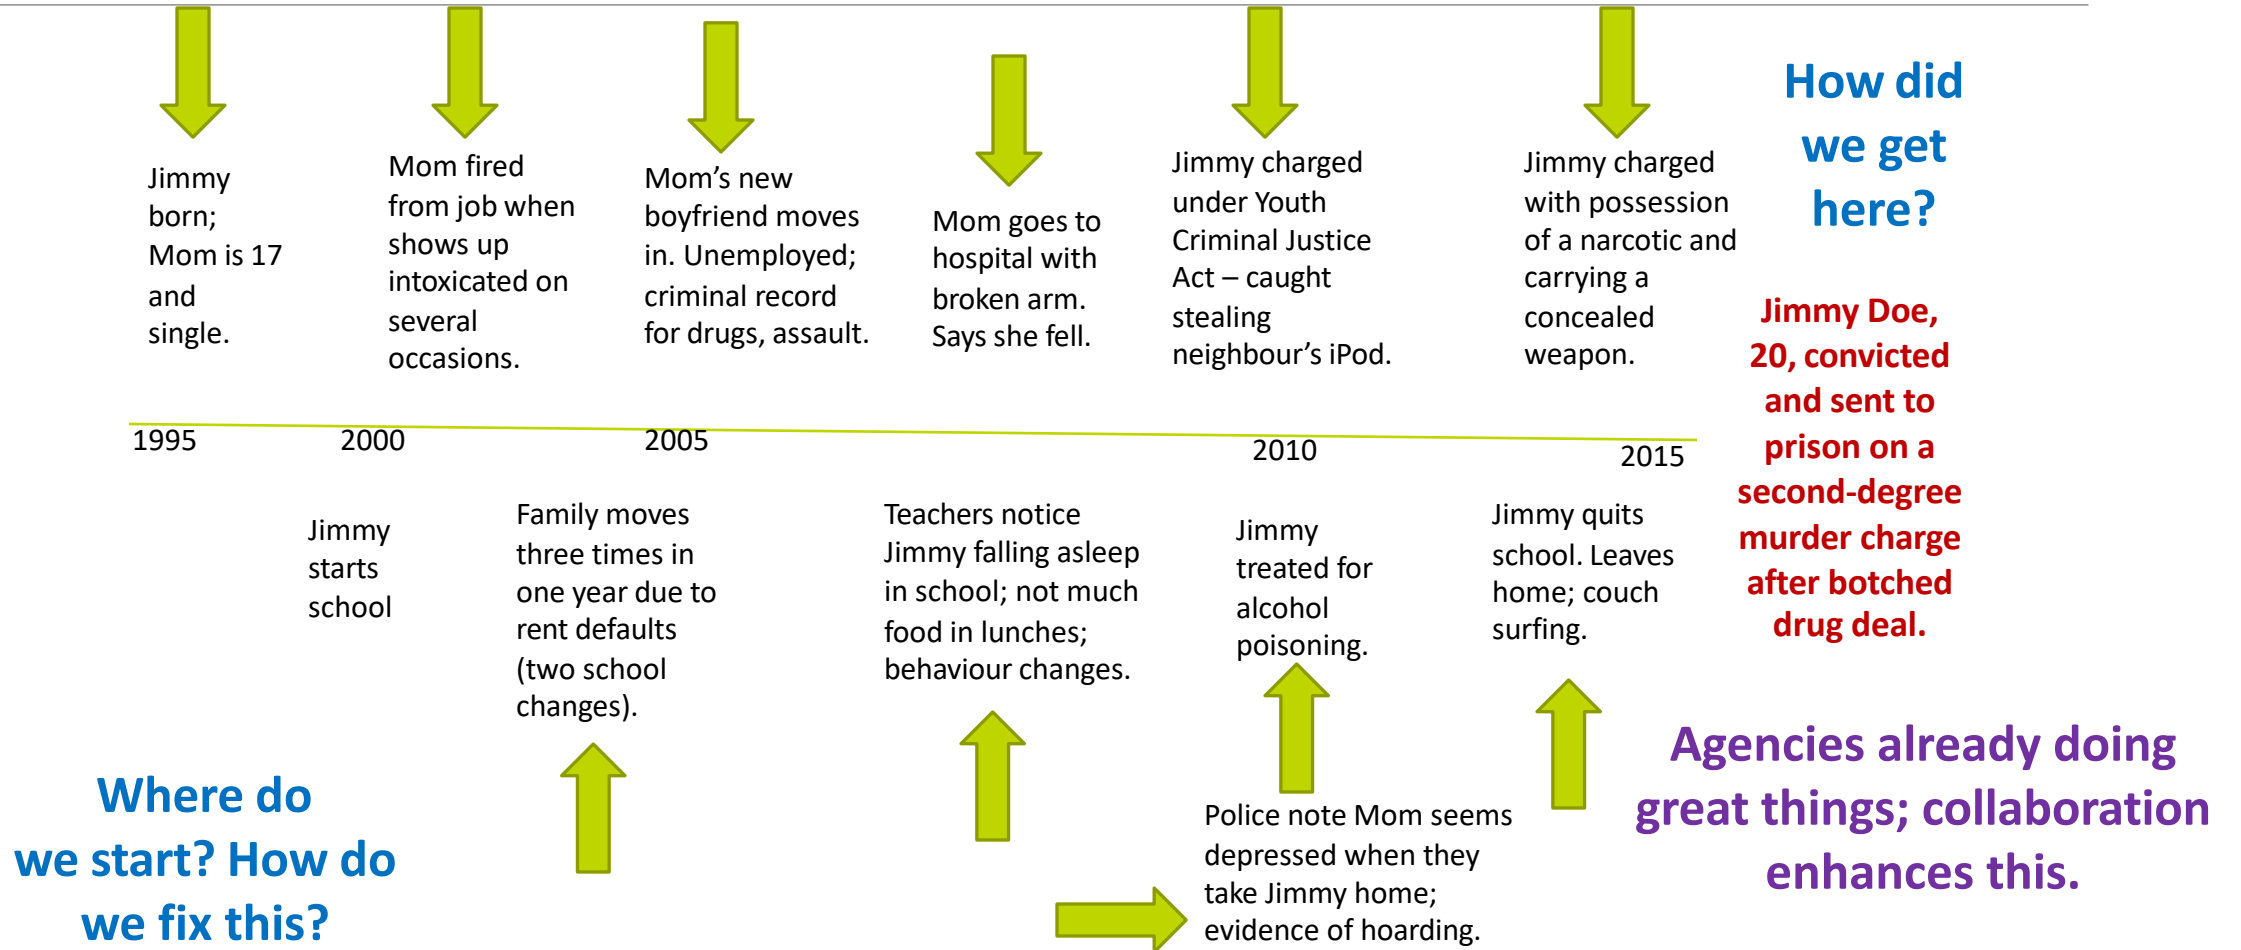 Jimmy
born;
Mom is 17
and
single.
Mom fired
from job when
shows up
intoxicated on
several
occasions.
Mom’s new
boyfriend moves
in. Unemployed;
criminal record
for drugs, assault.
Mom goes to
hospital with
broken arm.
Says she fell.
Jimmy charged
under Youth
Criminal Justice
Act – caught
stealing
neighbour’s iPod.
Jimmy charged
with possession
of a narcotic and
carrying a
concealed
weapon.
How did
we get
here?
Jimmy Doe,
20, convicted
and sent to
prison on a
second-degree
murder charge
after botched
drug deal.
1995
2000
2005
2010
2015
Jimmy
starts
school
Family moves
three times in
one year due to
rent defaults
(two school
changes).
Teachers notice
Jimmy falling asleep
in school; not much
food in lunches;
behaviour changes.
Jimmy
treated for
alcohol
poisoning.
Jimmy quits
school. Leaves
home; couch
surfing.
Where do
we start? How do
we fix this?
Police note Mom seems
depressed when they
take Jimmy home;
evidence of hoarding.
Agencies already doing
great things; collaboration
enhances this.